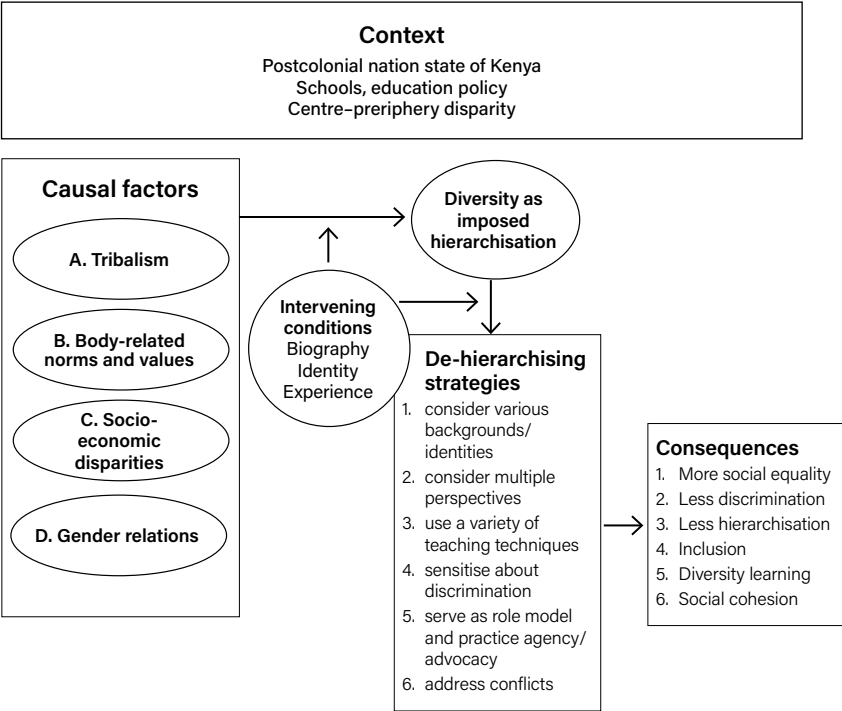 Context
Postcolonial nation state of Kenya
Schools, education policy
Centre–preriphery disparity
Causal factors
A. Tribalism
B. Body-related
norms and values
C. Socio-
economic
disparities
D. Gender relations
Diversity as
imposed
hierarchisation
Intervening
conditions
Biography
Identity
Experience
De-hierarchising
strategies
1. consider various
backgrounds/
identities
2. consider multiple
perspectives
3. use a variety of
teaching techniques
4. sensitise about
discrimination
5. serve as role model
and practice agency/
advocacy
6. address conflicts
Consequences
1. More social equality
2. Less discrimination
3. Less hierarchisation
4. Inclusion
5. Diversity learning
6. Social cohesion